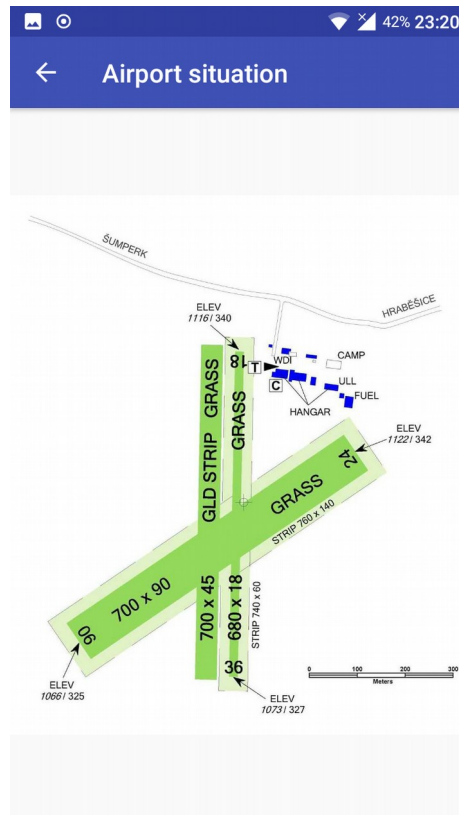 42% 23:20
Airport situation
ŠUMPERK
HRABĚŠICE
ELEV
1116 / 340
18
T
WDI
CAMP
C
ULL
FUEL
HANGAR
GLD STRIP GRASS
GRASS
ELEV
1122 / 342
24
GRASS
STRIP 760 x 140
700 x 90
700 x 45
680 x 18
STRIP 740 x 60
06
36
ELEV
1066 / 325
ELEV
1073 / 327
0 100 200 300
Meters